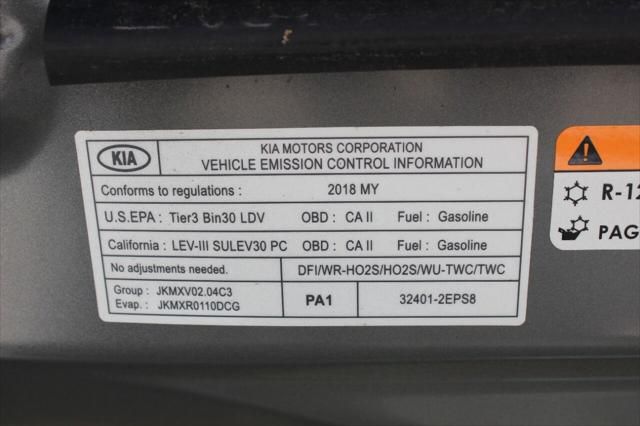 KIA
KIA MOTORS CORPORATION
VEHICLE EMISSION CONTROL INFORMATION
Conforms to regulations : 2018 MY
U.S.EPA : Tier3 Bin30 LDV OBD : CA II Fuel : Gasoline
California : LEV-III SULEV30 PC OBD : CA II Fuel : Gasoline
No adjustments needed. DFI/WR-HO2S/HO2S/WU-TWC/TWC
Group : JKMXV02.04C3
Evap. : JKMXR0110DCG
PA1 32401-2EPS8
PAG